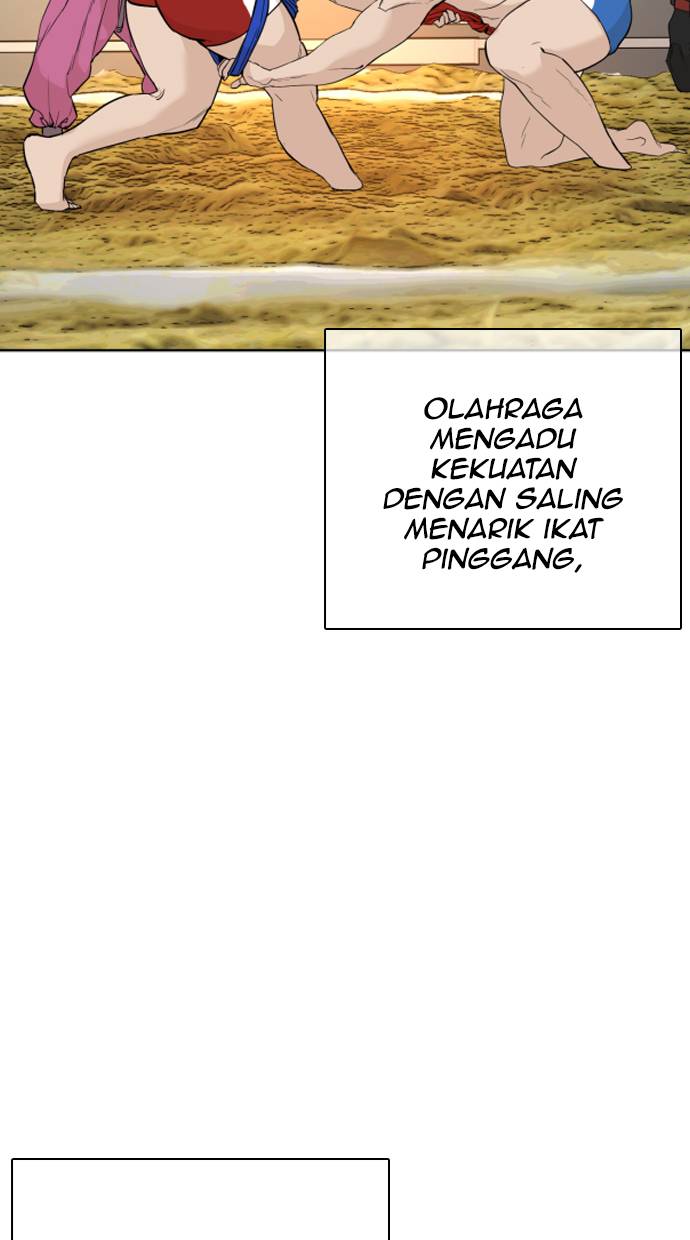 OLAHRAGA
MENGADU
KEKUATAN
DENGAN SALING
MENARIK IKAT
PINGGANG,